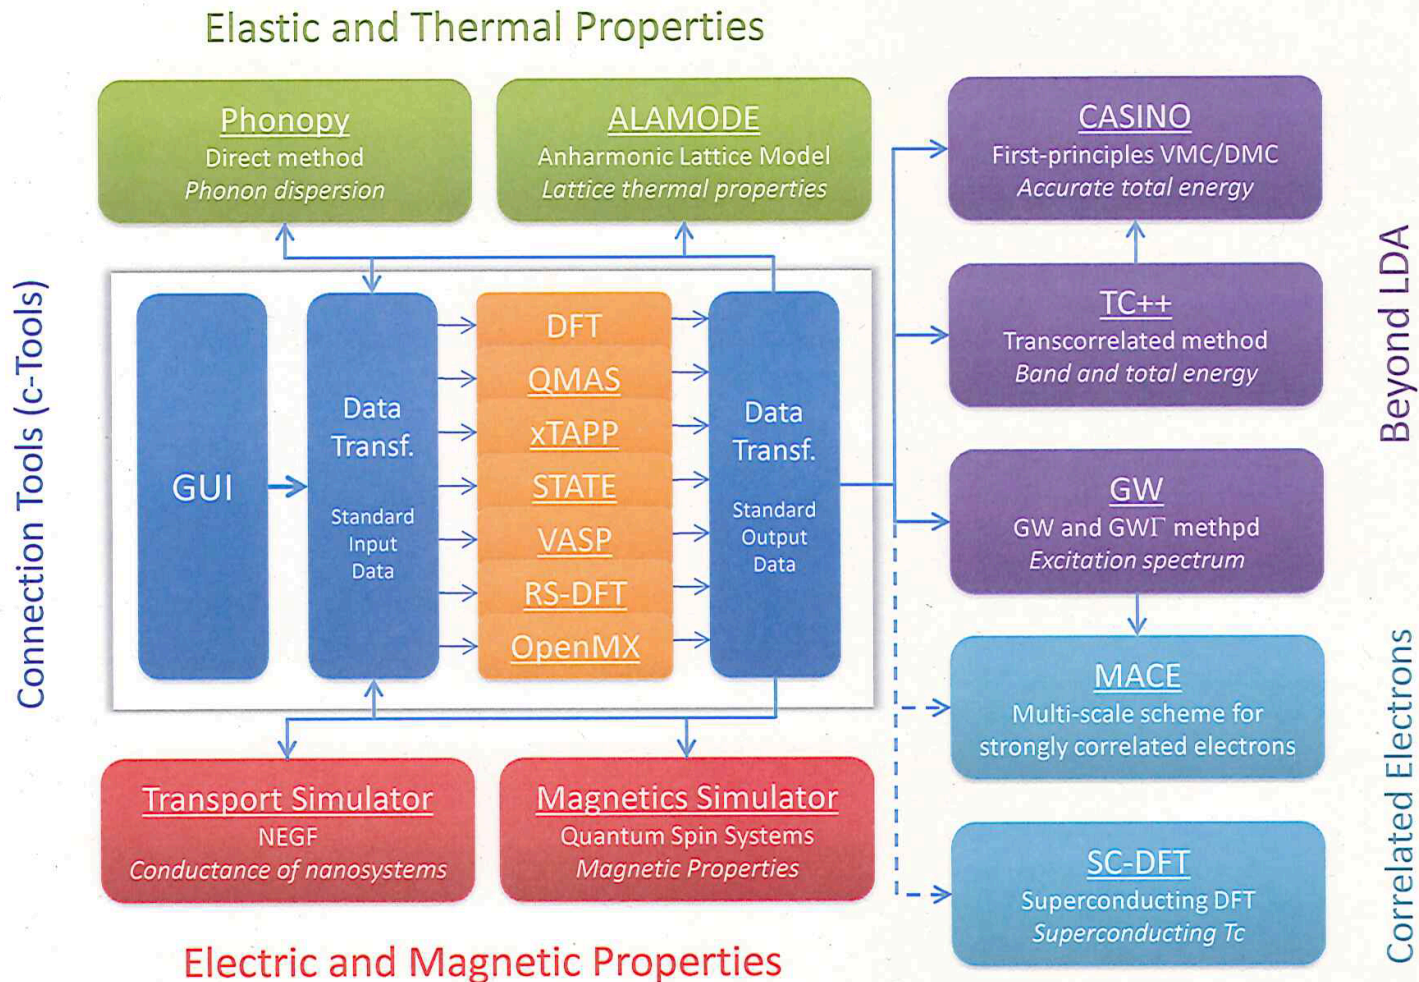 Elastic and Thermal Properties
Phonopy
Direct method
Phonon dispersion
ALAMODE
Anharmonic Lattice Model
Lattice thermal properties
CASINO
First-principles VMC/DMC
Accurate total energy
TC++
Transcorrelated method
Band and total energy
Beyond LDA
Connection Tools (c-Tools)
GUI
Data
Transf.
Standard
Input
Data
DFT
QMAS
xTAPP
STATE
VASP
RS-DFT
OpenMX
Data
Transf.
Standard
Output
Data
GW
GW and GWΓ methpd
Excitation spectrum
MACE
Multi-scale scheme for
strongly correlated electrons
SC-DFT
Superconducting DFT
Superconducting Tc
Correlated Electrons
Transport Simulator
NEGF
Conductance of nanosystems
Magnetics Simulator
Quantum Spin Systems
Magnetic Properties
Electric and Magnetic Properties